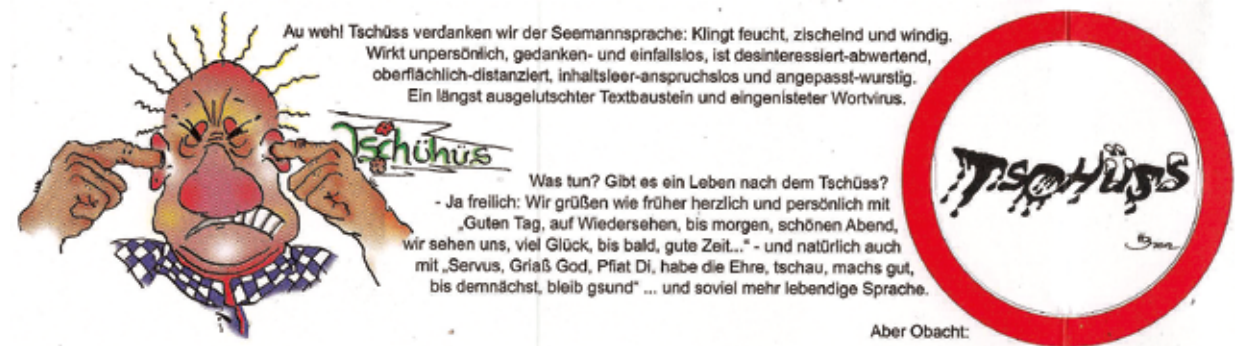 Au weh! Tschüss verdanken wir der Seemannsprache: Klingt feucht, zischelnd und windig.
Wirkt unpersönlich, gedanken- und einfallslos, ist desinteressiert-abwertend,
oberflächlich-distanziert, inhaltsleer-anspruchslos und angepasst-wurstig.
Ein längst ausgelutschter Textbaustein und eingenisteter Wortvirus.
Tschühüs
Was tun? Gibt es ein Leben nach dem Tschüss?
- Ja freilich: Wir grüßen wie früher herzlich und persönlich mit
„Guten Tag, auf Wiedersehen, bis morgen, schönen Abend,
wir sehen uns, viel Glück, bis bald, gute Zeit...“ - und natürlich auch
mit „Servus, Griaß God, Pfiat Di, habe die Ehre, tschau, machs gut,
bis demnächst, bleib gsund“ ... und soviel mehr lebendige Sprache.
TSCHÜSS
Aber Obacht: